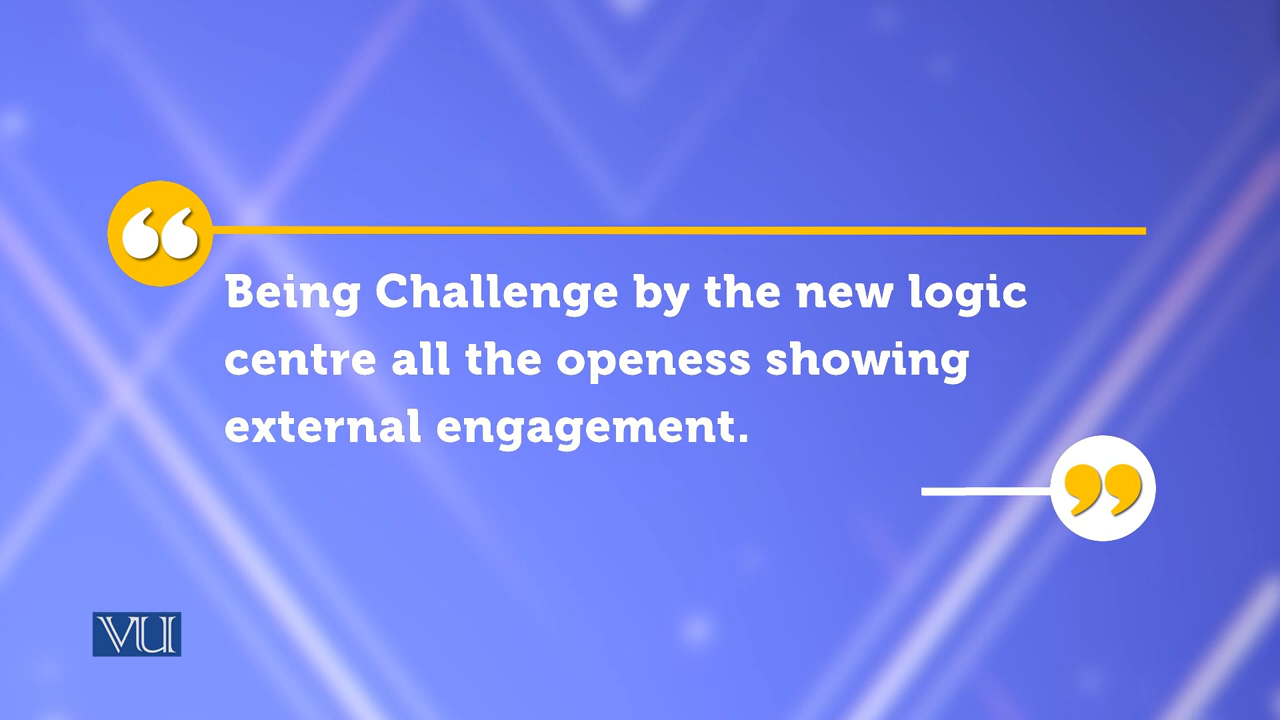 Being Challenge by the new logic
centre all the openess showing
external engagement.
VU